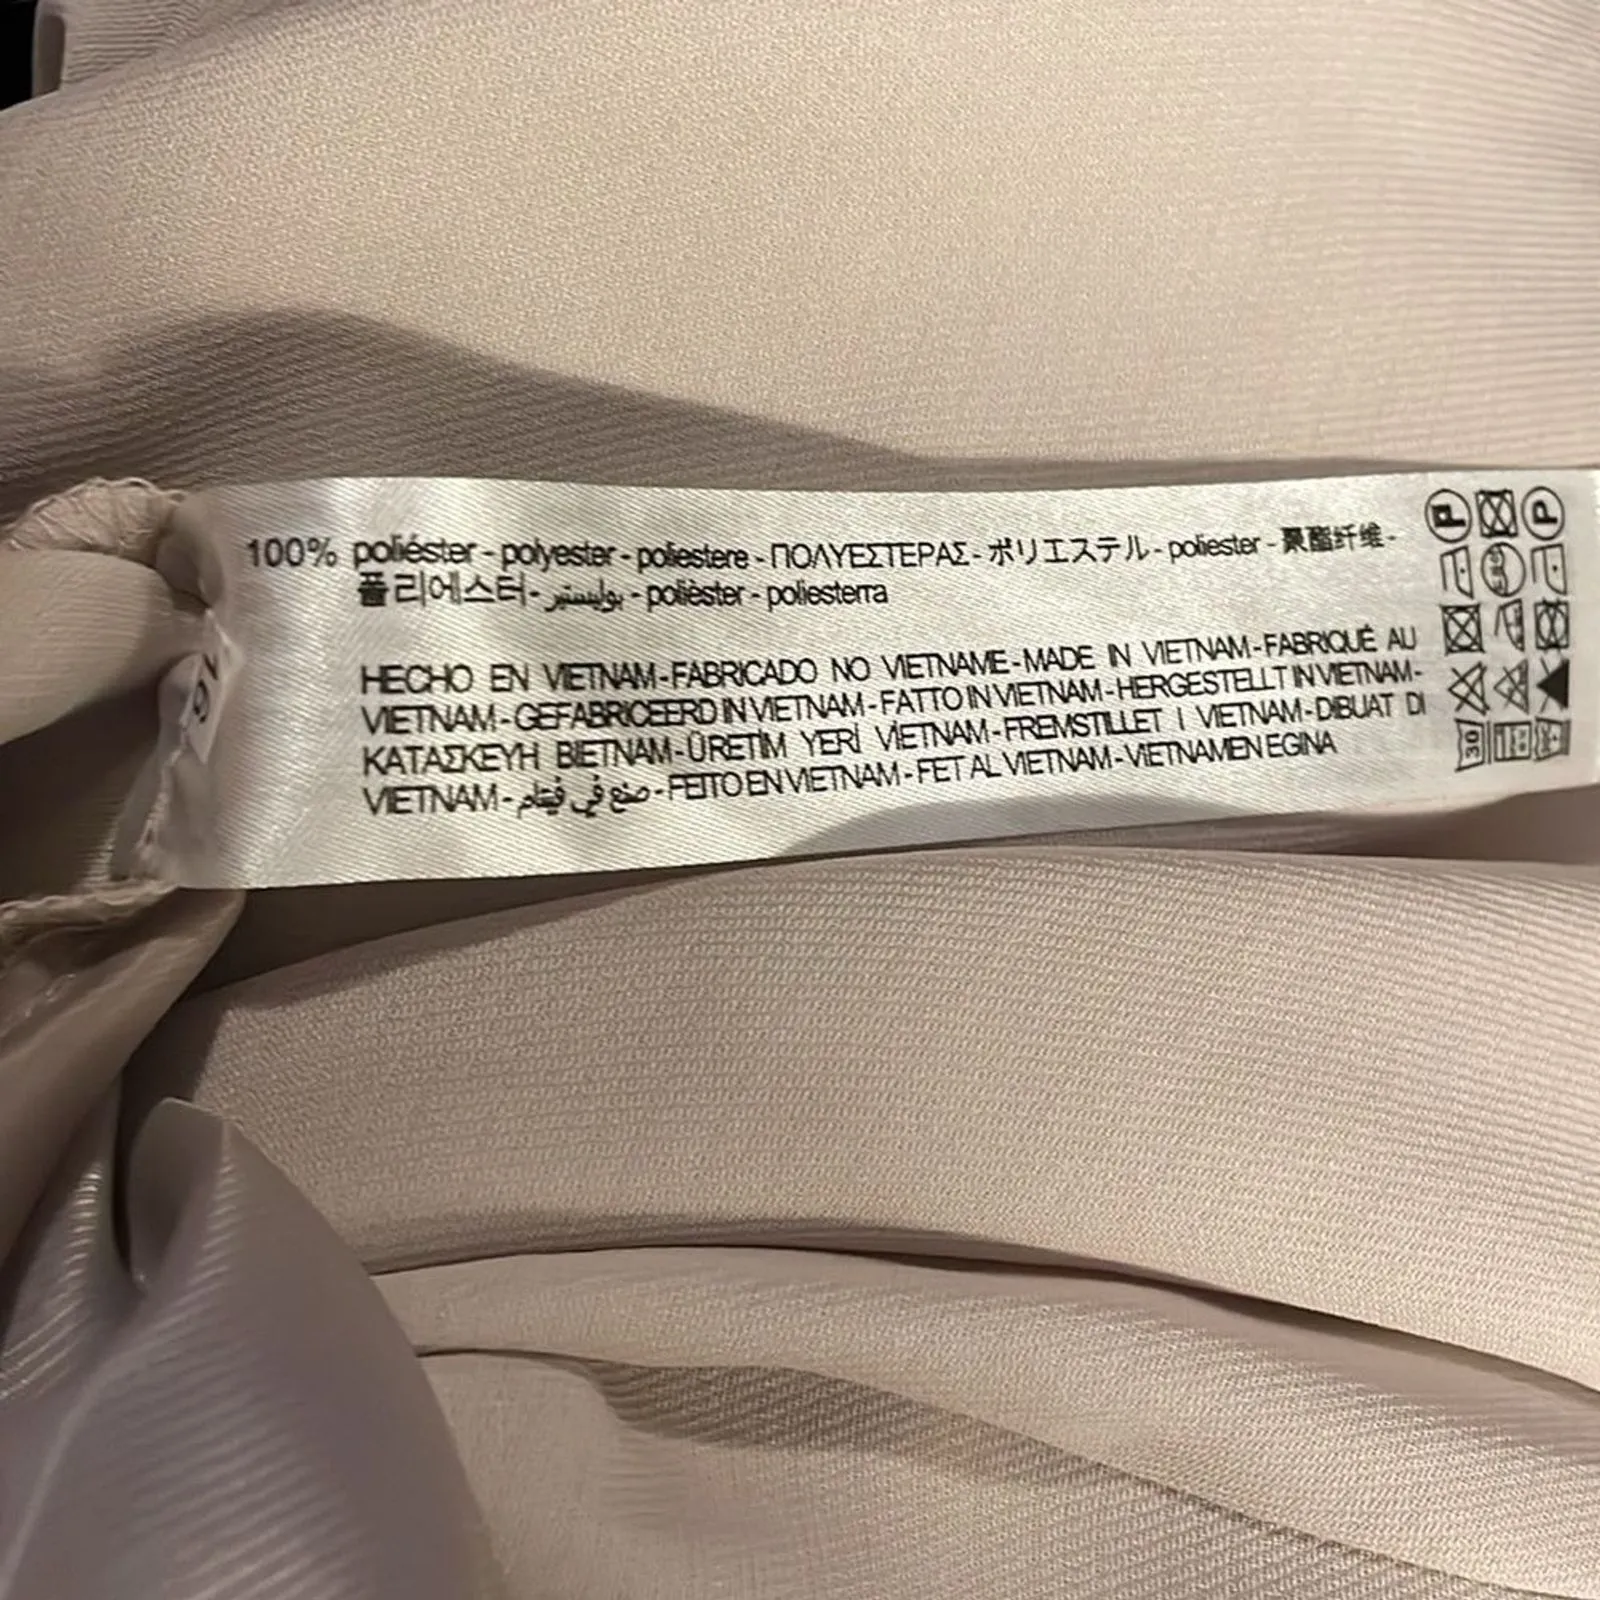 100% poliéster - polyester - poliestere - ΠΟΛΥΕΣΤΕΡΑΣ - ポリエステル - poliester - 聚酯纤维 -
폴리에스터 - بوليستير - polièster - poliesterra
HECHO EN VIETNAM - FABRICADO NO VIETNAME - MADE IN VIETNAM - FABRIQUÉ AU
VIETNAM - GEFABRICEERD IN VIETNAM - FATTO IN VIETNAM - HERGESTELLT IN VIETNAM -
ΚΑΤΑΣΚΕΥΗ ΒΙΕΤΝΑΜ - ÜRETİM YERİ VİETNAM - FREMSTILLET I VIETNAM - DIBUAT DI
VIETNAM - صنع في فيتنام - FEITO EN VIETNAM - FET AL VIETNAM - VIETNAMEN EGINA
P P
30